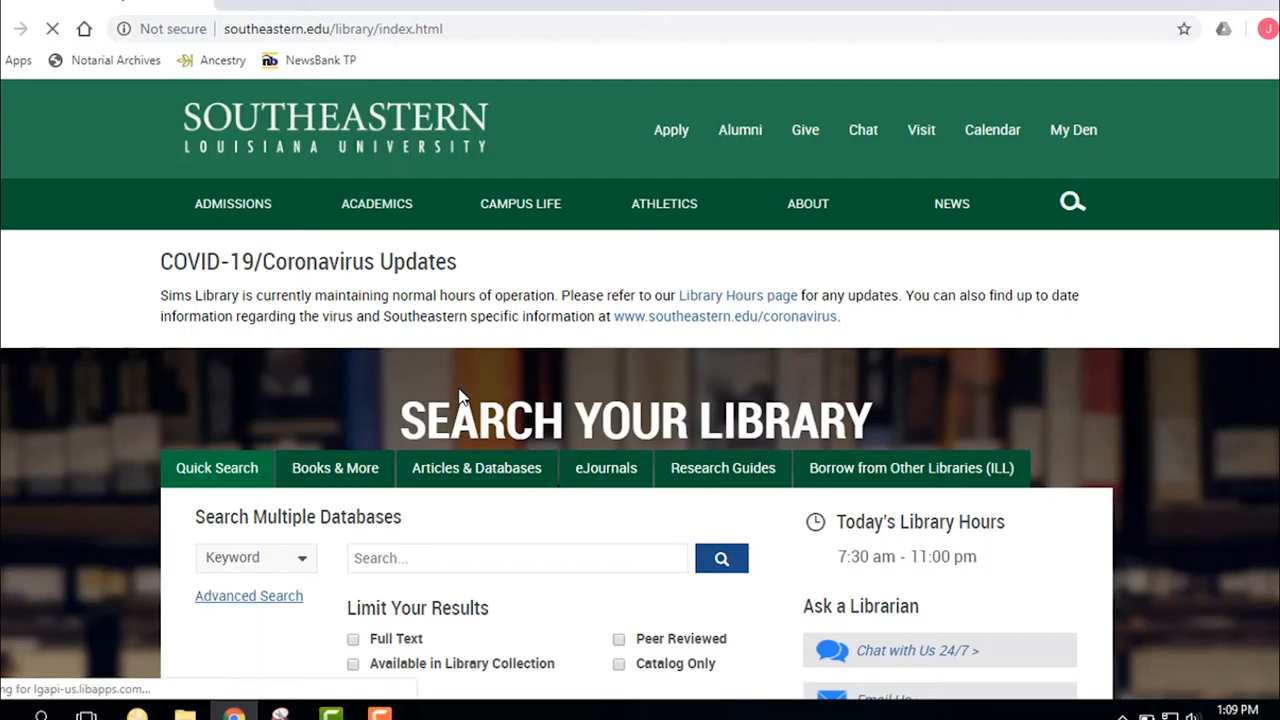 Not secure southeastern.edu/library/index.html J
Apps Notarial Archives Ancestry nb NewsBank TP
SOUTHEASTERN
LOUISIANA UNIVERSITY
Apply Alumni Give Chat Visit Calendar My Den
ADMISSIONS ACADEMICS CAMPUS LIFE ATHLETICS ABOUT NEWS
COVID-19/Coronavirus Updates
Sims Library is currently maintaining normal hours of operation. Please refer to our Library Hours page for any updates. You can also find up to date
information regarding the virus and Southeastern specific information at www.southeastern.edu/coronavirus.
SEARCH YOUR LIBRARY
Quick Search Books & More Articles & Databases eJournals Research Guides Borrow from Other Libraries (ILL)
Search Multiple Databases
Keyword Search...
Advanced Search
Limit Your Results
Full Text Peer Reviewed
Available in Library Collection Catalog Only
Today's Library Hours
7:30 am - 11:00 pm
Ask a Librarian
Chat with Us 24/7 >
Email Us
ng for lgapi-us.libapps.com...
1:09 PM